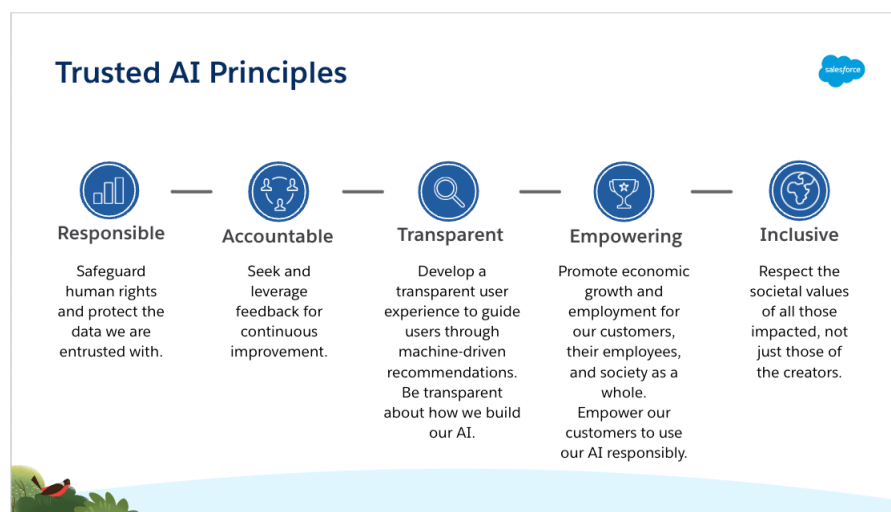 Trusted AI Principles
salesforce
Responsible
Safeguard
human rights
and protect the
data we are
entrusted with.
Accountable
Seek and
leverage
feedback for
continuous
improvement.
Transparent
Develop a
transparent user
experience to guide
users through
machine-driven
recommendations.
Be transparent
about how we build
our AI.
Empowering
Promote economic
growth and
employment for
our customers,
their employees,
and society as a
whole.
Empower our
customers to use
our AI responsibly.
Inclusive
Respect the
societal values
of all those
impacted, not
just those of
the creators.